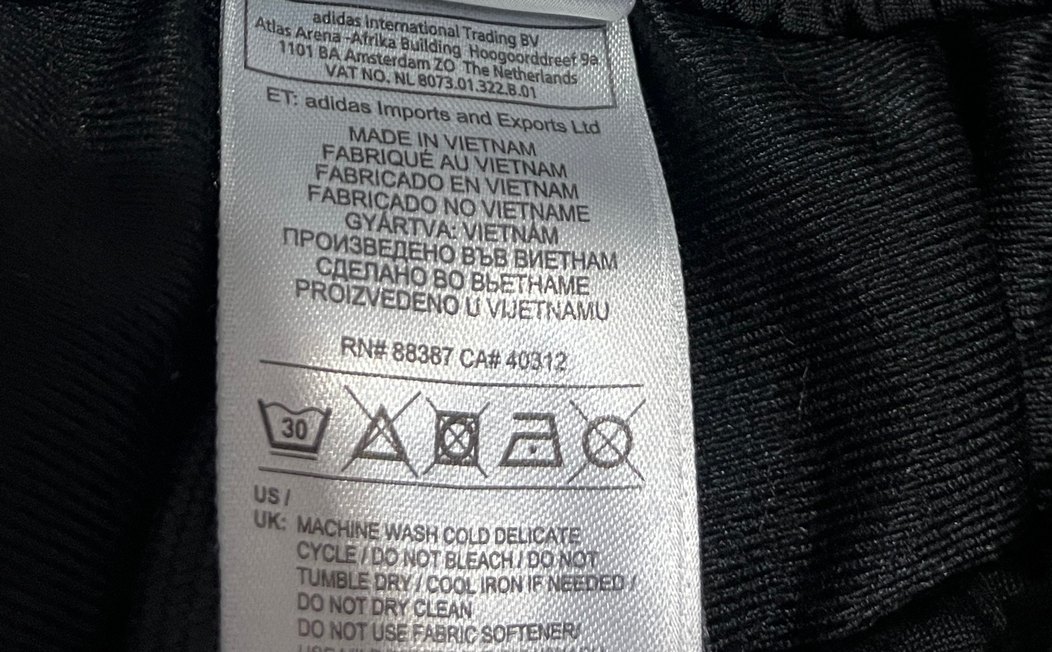 adidas International Trading BV
Atlas Arena -Afrika Building Hoogoorddreef 9a
1101 BA Amsterdam ZO The Netherlands
VAT NO. NL 8073.01.322.B.01
ET: adidas Imports and Exports Ltd
MADE IN VIETNAM
FABRIQUÉ AU VIETNAM
FABRICADO EN VIETNAM
FABRICADO NO VIETNAME
GYÁRTVA: VIETNÁM
ПРОИЗВЕДЕНО ВЪВ ВИЕТНАМ
СДЕЛАНО ВО ВЬЕТНАМЕ
PROIZVEDENO U VIJETNAMU
RN# 88387 CA# 40312
30
US /
UK: MACHINE WASH COLD DELICATE
CYCLE / DO NOT BLEACH / DO NOT
TUMBLE DRY / COOL IRON IF NEEDED /
DO NOT DRY CLEAN
DO NOT USE FABRIC SOFTENER/